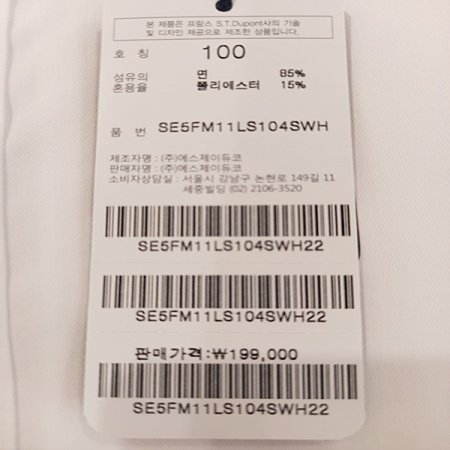 본 제품은 프랑스 S.T.Dupont사의 기술
및 디자인 제공으로 제조한 상품입니다.
호 칭 100
섬유의 면 85%
혼용율 폴리에스터 15%
품 번 SE5FM11LS104SWH
제조자명 : (주)에스제이듀코
판매자명 : (주)에스제이듀코
소비자상담실 : 서울시 강남구 논현로 149길 11
세중빌딩 (02) 2106-3520
SE5FM11LS104SWH22
SE5FM11LS104SWH22
판매가격:₩199,000
SE5FM11LS104SWH22